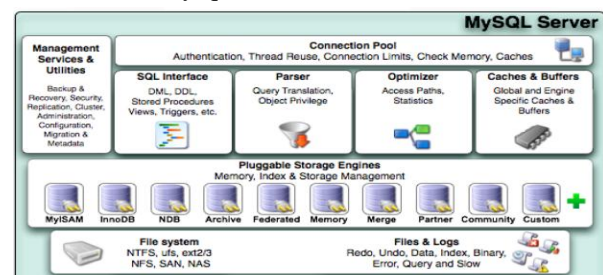 MySQL Server
Management
Services &
Utilities
Backup &
Recovery, Security,
Replication, Cluster,
Administration,
Configuration,
Migration &
Metadata
Connection Pool
Authentication, Thread Reuse, Connection Limits, Check Memory, Caches
SQL Interface
DML, DDL,
Stored Procedures
Views, Triggers, etc.
Parser
Query Translation,
Object Privilege
Optimizer
Access Paths,
Statistics
Caches & Buffers
Global and Engine
Specific Caches &
Buffers
Pluggable Storage Engines
Memory, Index & Storage Management
MyISAM InnoDB NDB Archive Federated Memory Merge Partner Community Custom
File system
NTFS, ufs, ext2/3
NFS, SAN, NAS
Files & Logs
Redo, Undo, Data, Index, Binary,
Error, Query and Slow